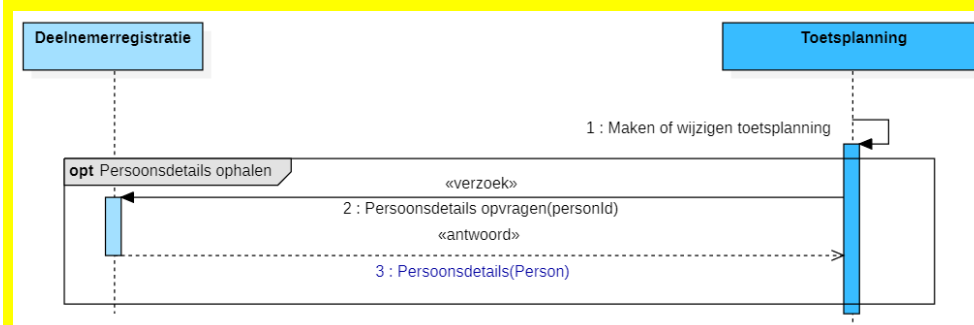 Deelnemerregistratie
Toetsplanning
1 : Maken of wijzigen toetsplanning
opt Persoonsdetails ophalen
«verzoek»
2 : Persoonsdetails opvragen(personId)
«antwoord»
3 : Persoonsdetails(Person)